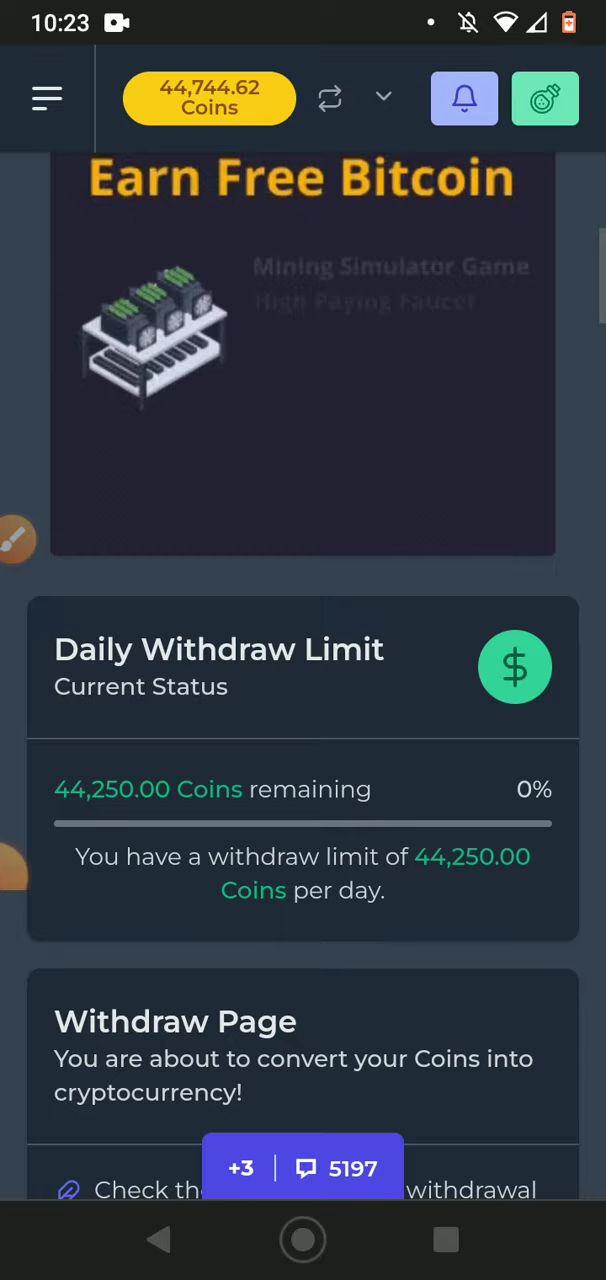 10:23
44,744.62
Coins
Earn Free Bitcoin
Mining Simulator Game
High Paying Faucet
Daily Withdraw Limit
Current Status
44,250.00 Coins remaining 0%
You have a withdraw limit of 44,250.00
Coins per day.
Withdraw Page
You are about to convert your Coins into
cryptocurrency!
+3 5197
Check the withdrawal